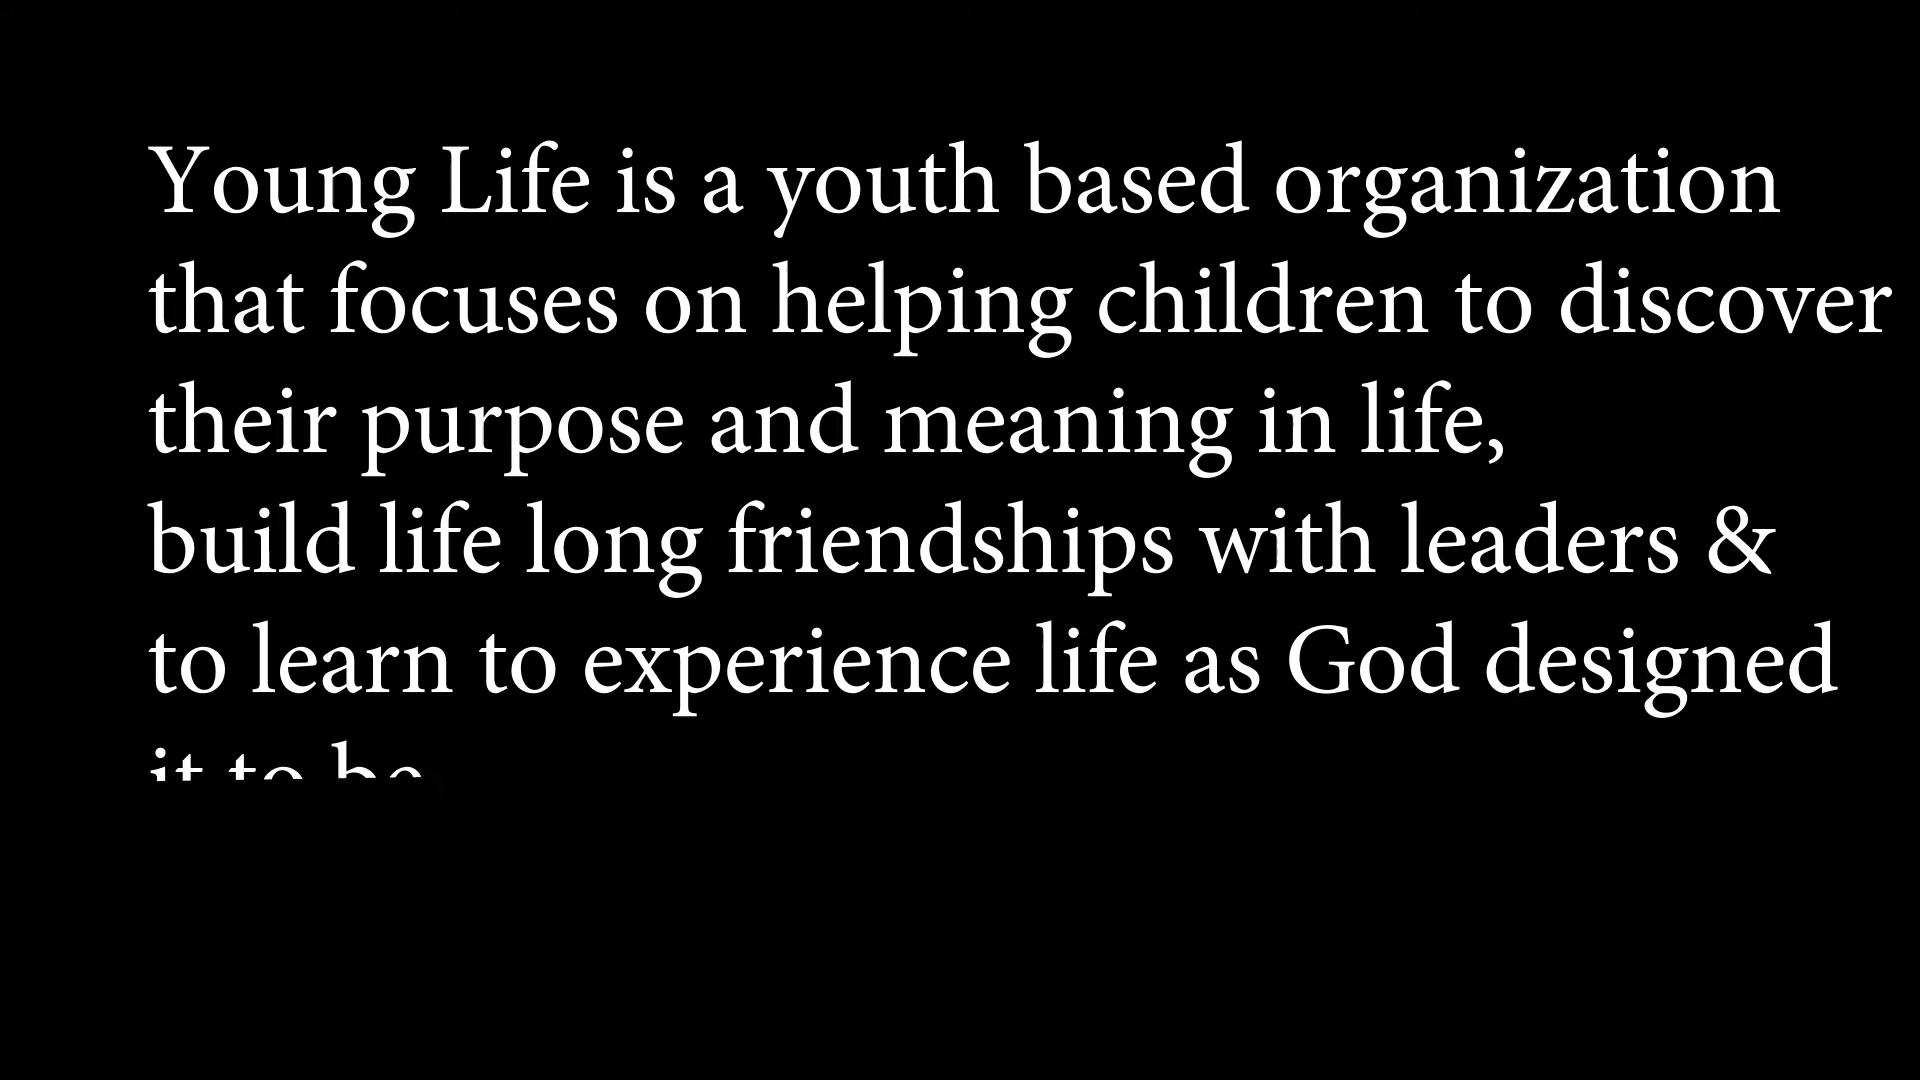 Young Life is a youth based organization
that focuses on helping children to discover
their purpose and meaning in life,
build life long friendships with leaders &
to learn to experience life as God designed
it to be